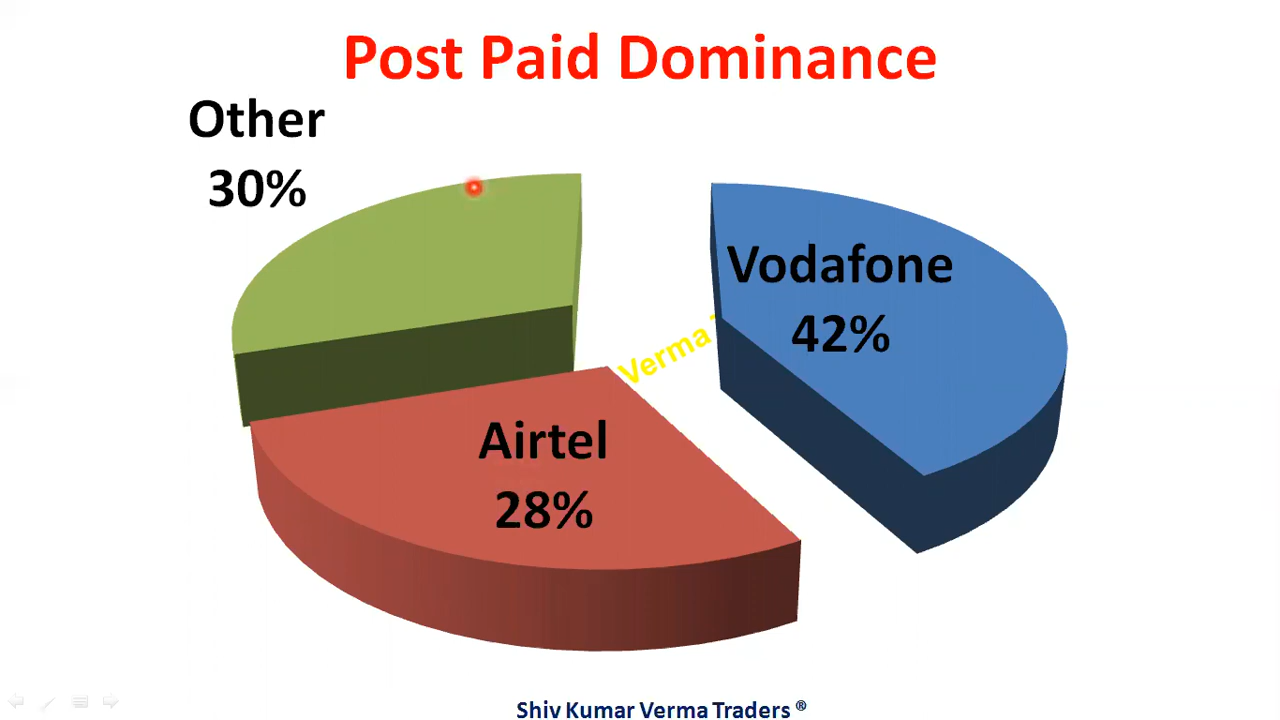 Post Paid Dominance
Other
30%
Vodafone
42%
Verma
Airtel
28%
Shiv Kumar Verma Traders ®